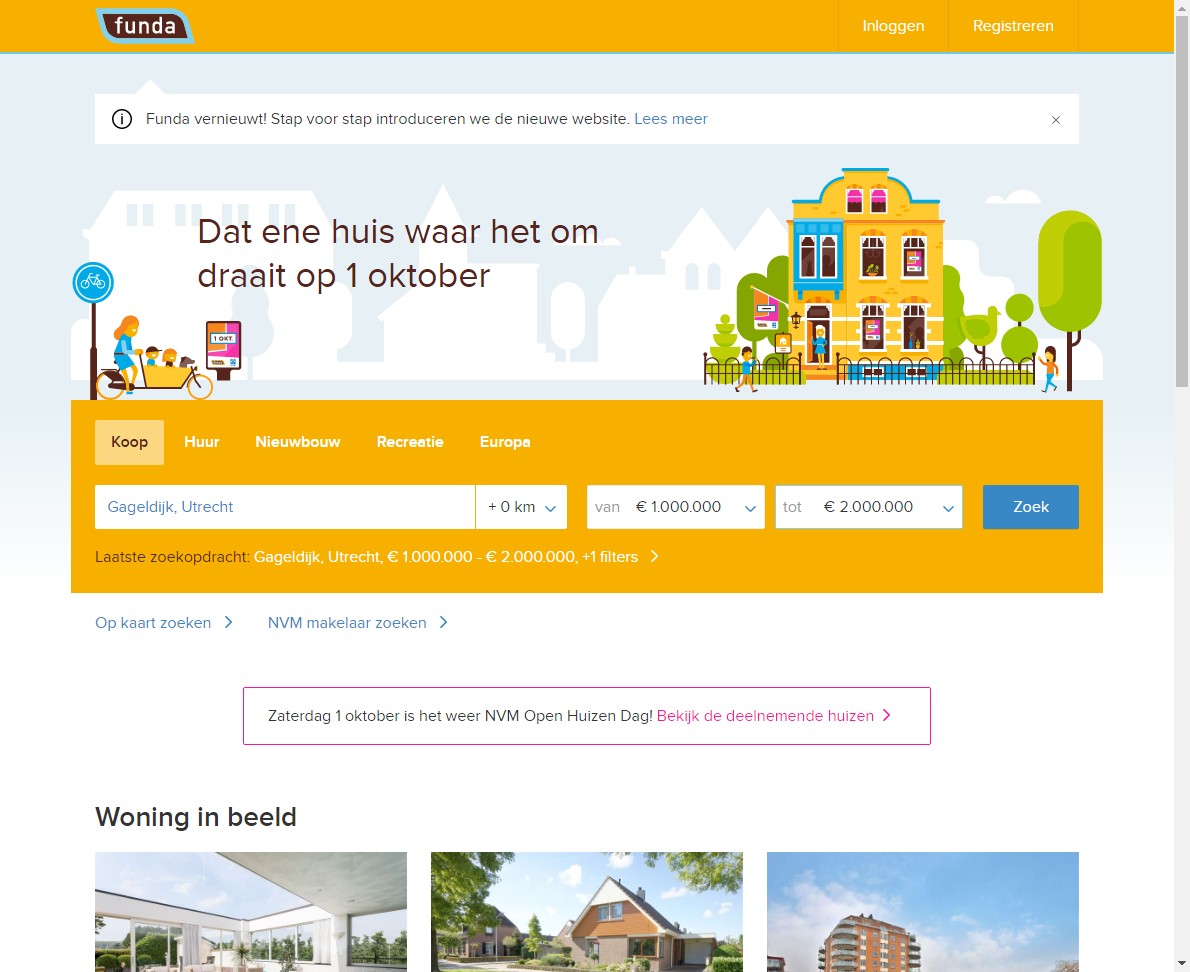 funda
Inloggen
Registreren
Funda vernieuwt! Stap voor stap introduceren we de nieuwe website. Lees meer
Dat ene huis waar het om
draait op 1 oktober
1 OKT
Koop
Huur
Nieuwbouw
Recreatie
Europa
Gageldijk, Utrecht
+ 0 km
van € 1.000.000
tot € 2.000.000
Zoek
Laatste zoekopdracht: Gageldijk, Utrecht, € 1.000.000 - € 2.000.000, +1 filters
Op kaart zoeken
NVM makelaar zoeken
Zaterdag 1 oktober is het weer NVM Open Huizen Dag! Bekijk de deelnemende huizen
Woning in beeld